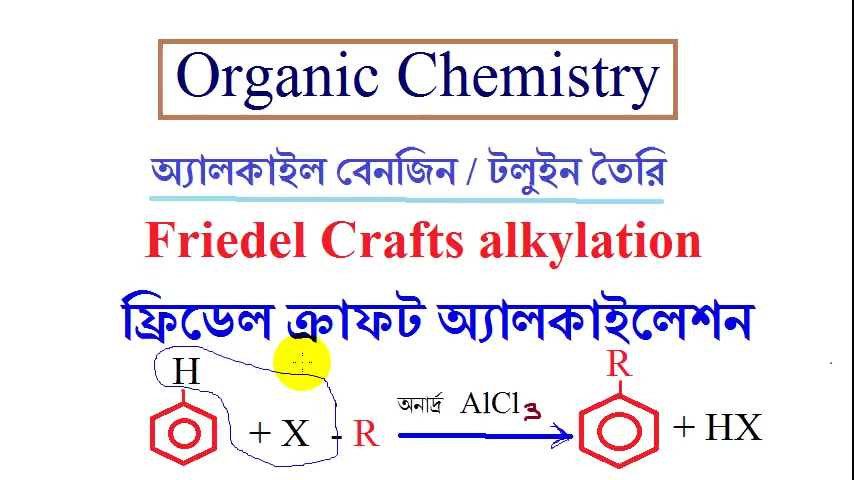 Organic Chemistry
অ্যালকাইল বেনজিন / টলুইন তৈরি
Friedel Crafts alkylation
ফ্রিডেল ক্রাফট অ্যালকাইলেশন
H R
+ X - R অনার্দ্র AlCl3 + HX